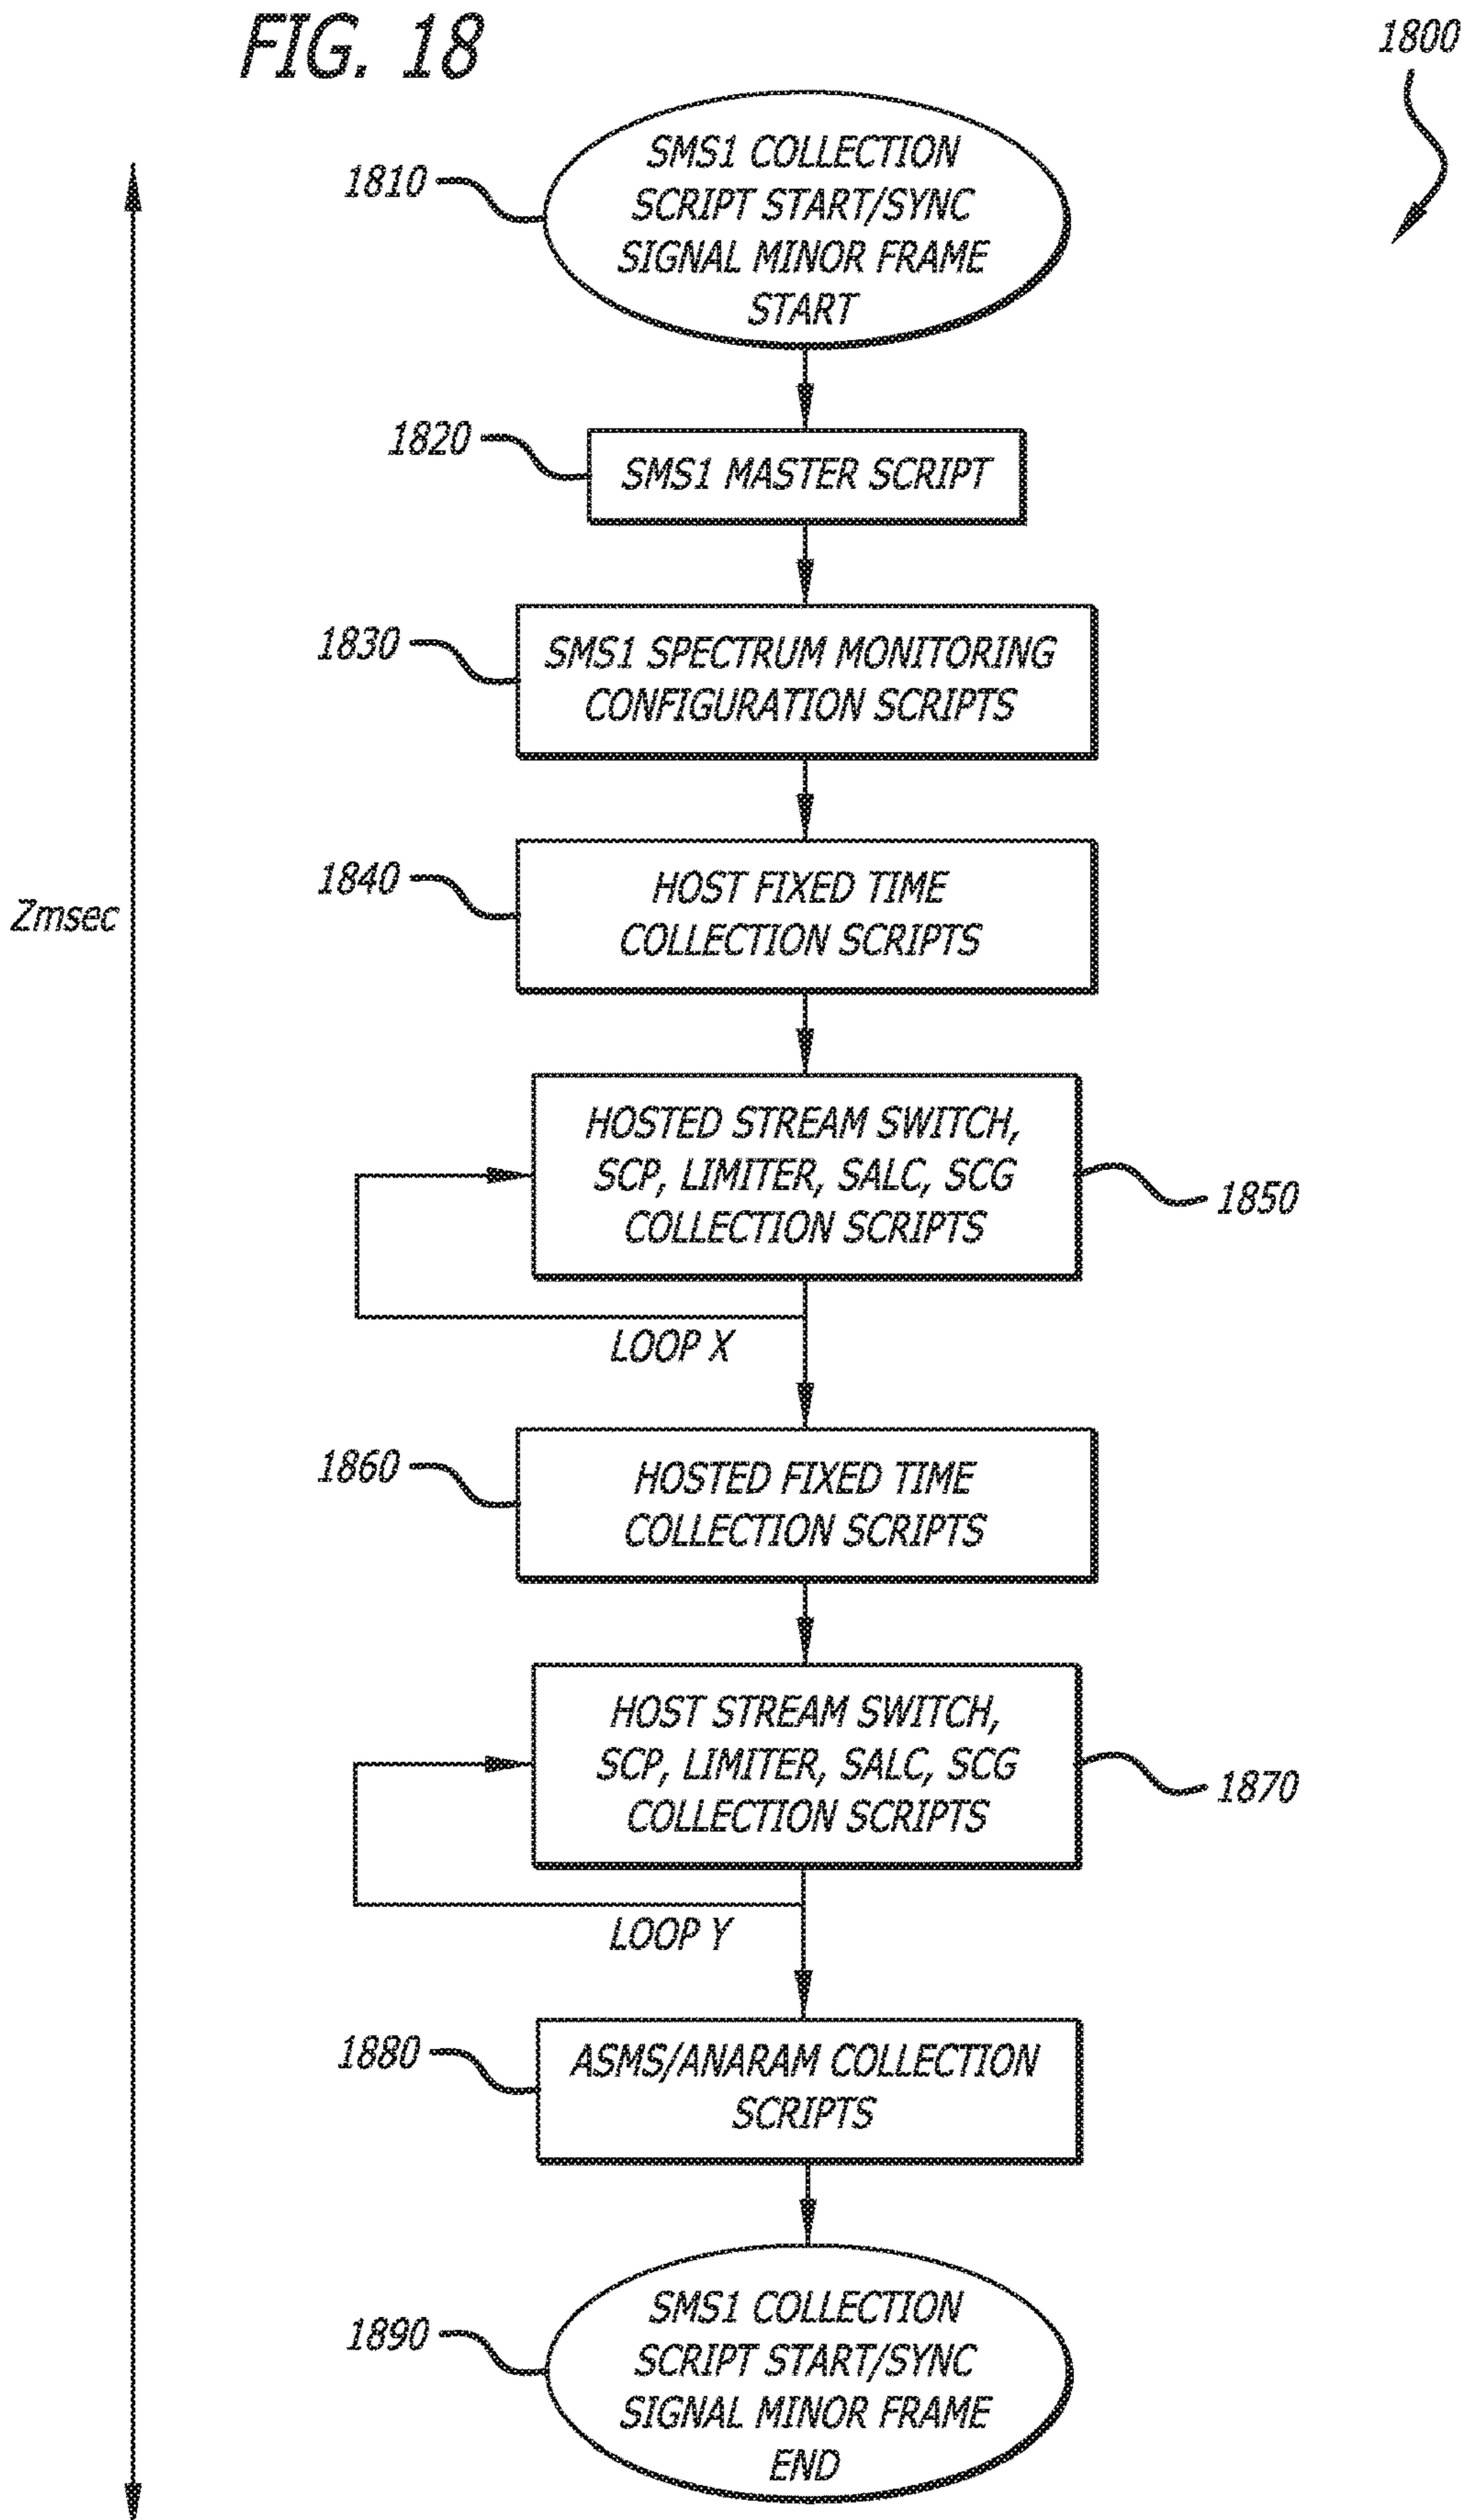 FIG. 18
1800
1810
SMS1 COLLECTION
SCRIPT START/SYNC
SIGNAL MINOR FRAME
START
1820
SMS1 MASTER SCRIPT
1830
SMS1 SPECTRUM MONITORING
CONFIGURATION SCRIPTS
Zmsec
1840
HOST FIXED TIME
COLLECTION SCRIPTS
HOSTED STREAM SWITCH,
SCP, LIMITER, SALC, SCG
COLLECTION SCRIPTS
1850
LOOP X
1860
HOSTED FIXED TIME
COLLECTION SCRIPTS
HOST STREAM SWITCH,
SCP, LIMITER, SALC, SCG
COLLECTION SCRIPTS
1870
LOOP Y
1880
ASMS/ANARAM COLLECTION
SCRIPTS
1890
SMS1 COLLECTION
SCRIPT START/SYNC
SIGNAL MINOR FRAME
END